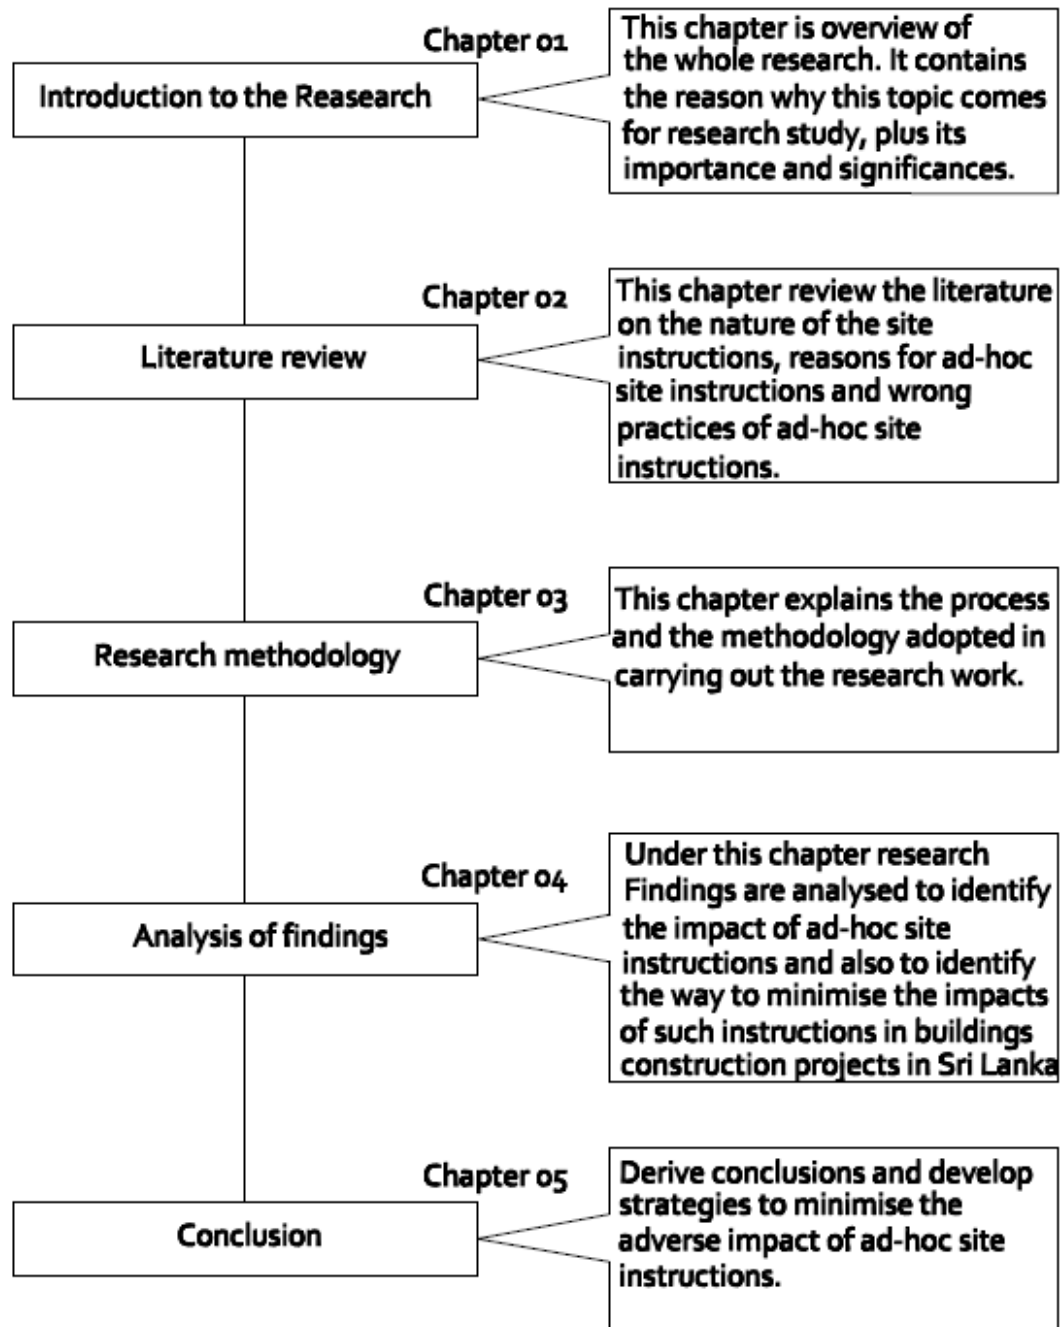 Chapter 01
Introduction to the Reasearch
This chapter is overview of
the whole research. It contains
the reason why this topic comes
for research study, plus its
importance and significances.
Chapter 02
Literature review
This chapter review the literature
on the nature of the site
instructions, reasons for ad-hoc
site instructions and wrong
practices of ad-hoc site
instructions.
Chapter 03
Research methodology
This chapter explains the process
and the methodology adopted in
carrying out the research work.
Chapter 04
Analysis of findings
Under this chapter research
Findings are analysed to identify
the impact of ad-hoc site
instructions and also to identify
the way to minimise the impacts
of such instructions in buildings
construction projects in Sri Lanka
Chapter 05
Conclusion
Derive conclusions and develop
strategies to minimise the
adverse impact of ad-hoc site
instructions.